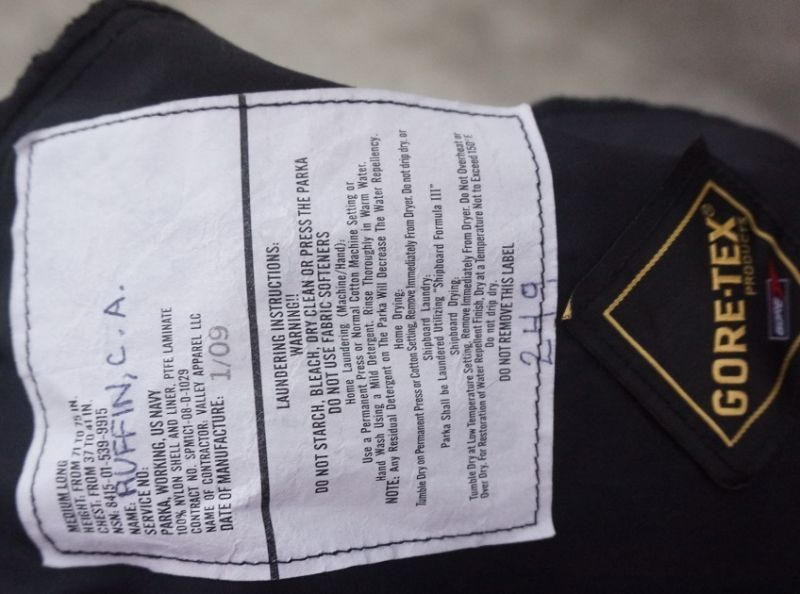 MEDIUM LONG
HEIGHT, FROM 71 TO 75 IN.
CHEST, FROM 37 TO 41 IN.
NSN: 8415-01-539-9915
NAME: RUFFIN, C. A.
SERVICE NO:
PARKA, WORKING, US NAVY
100% NYLON SHELL AND LINER, PTFE LAMINATE
CONTRACT NO. SPM1C1-08-D-1029
NAME OF CONTRACTOR: VALLEY APPAREL LLC
DATE OF MANUFACTURE: 1/09
LAUNDERING INSTRUCTIONS:
WARNING!!
DO NOT STARCH, BLEACH, DRY CLEAN OR PRESS THE PARKA
DO NOT USE FABRIC SOFTENERS
Home Laundering (Machine/Hand):
Use a Permanent Press or Normal Cotton Machine Setting or
Hand Wash Using a Mild Detergent. Rinse Thoroughly in Warm Water.
NOTE: Any Residual Detergent on The Parka Will Decrease The Water Repellency.
Home Drying:
Tumble Dry on Permanent Press or Cotton Setting, Remove Immediately From Dryer. Do not drip dry. or
Shipboard Laundry:
Parka Shall be Laundered Utilizing "Shipboard Formula III"
Shipboard Drying:
Tumble Dry at Low Temperature Setting, Remove Immediately From Dryer. Do Not Overheat or
Over Dry. For Restoration of Water Repellent Finish, Dry at a Temperature Not to Exceed 150°F
Do not drip dry.
DO NOT REMOVE THIS LABEL
249
GORE-TEX®
PRODUCTS